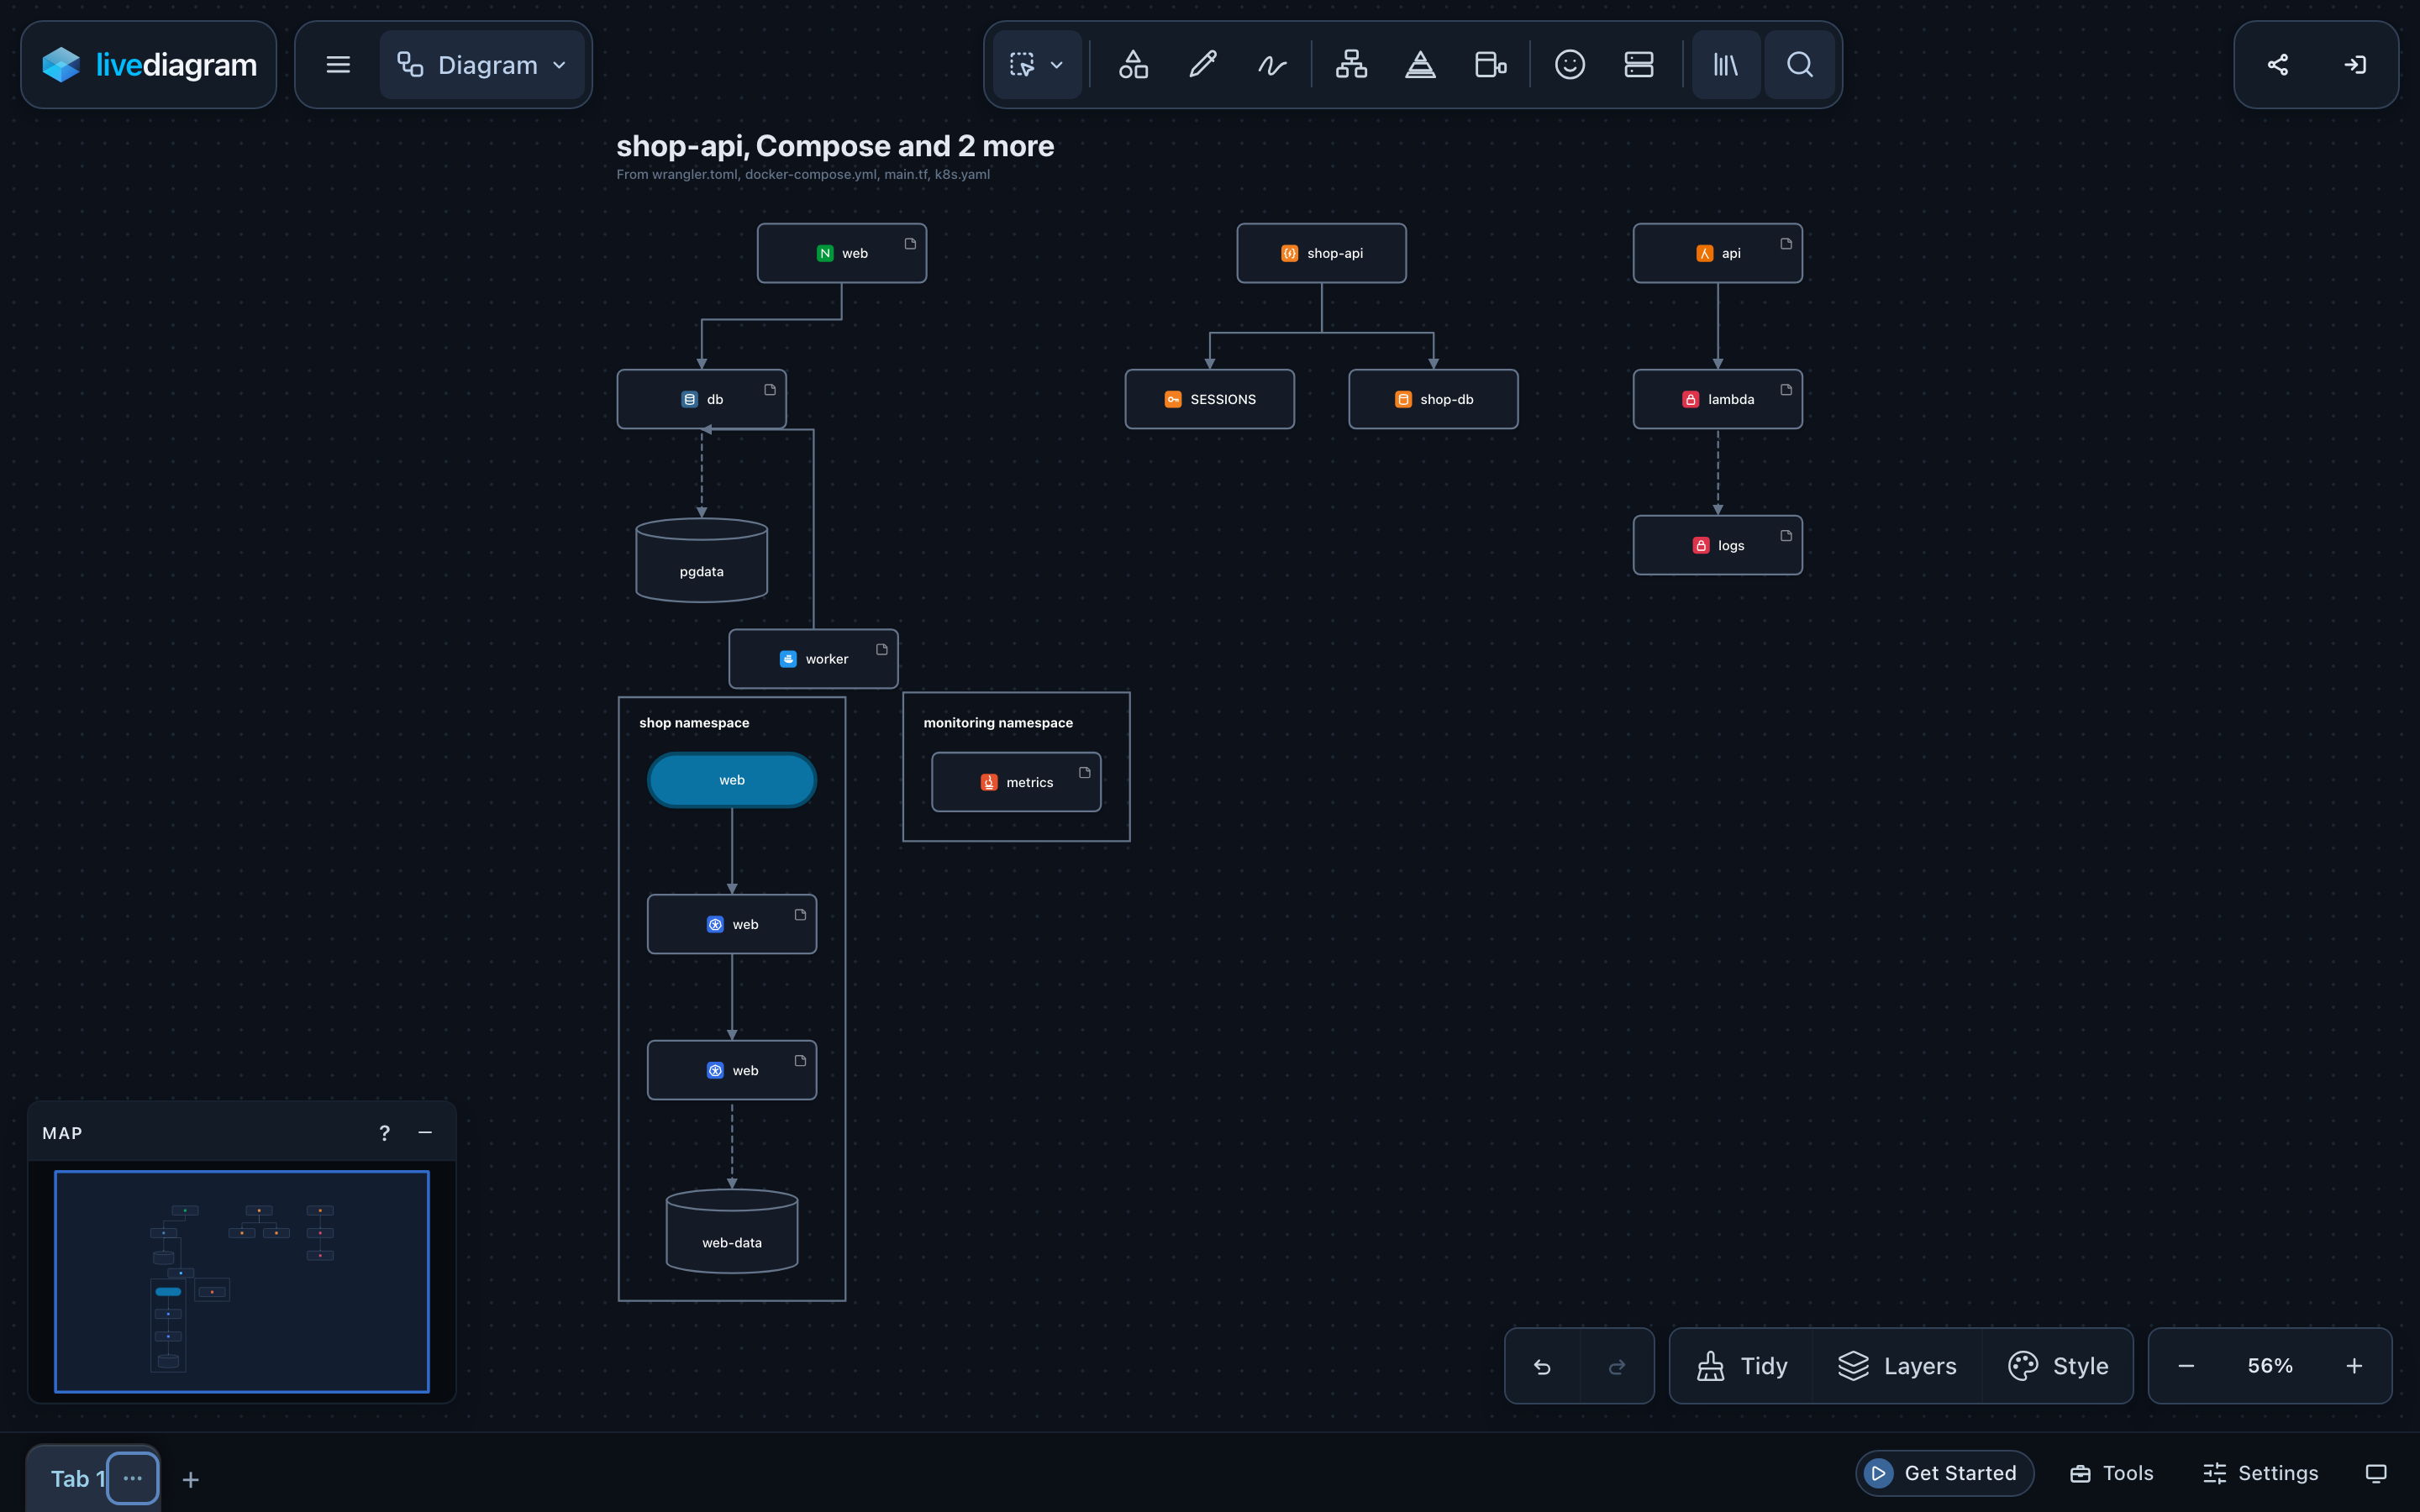 livediagram
Diagram
shop-api, Compose and 2 more
From wrangler.toml, docker-compose.yml, main.tf, k8s.yaml
web
shop-api
api
db
SESSIONS
shop-db
lambda
logs
pgdata
worker
shop namespace
monitoring namespace
web
metrics
web
web
web-data
MAP
?
Tidy
Layers
Style
56%
Tab 1
Get Started
Tools
Settings